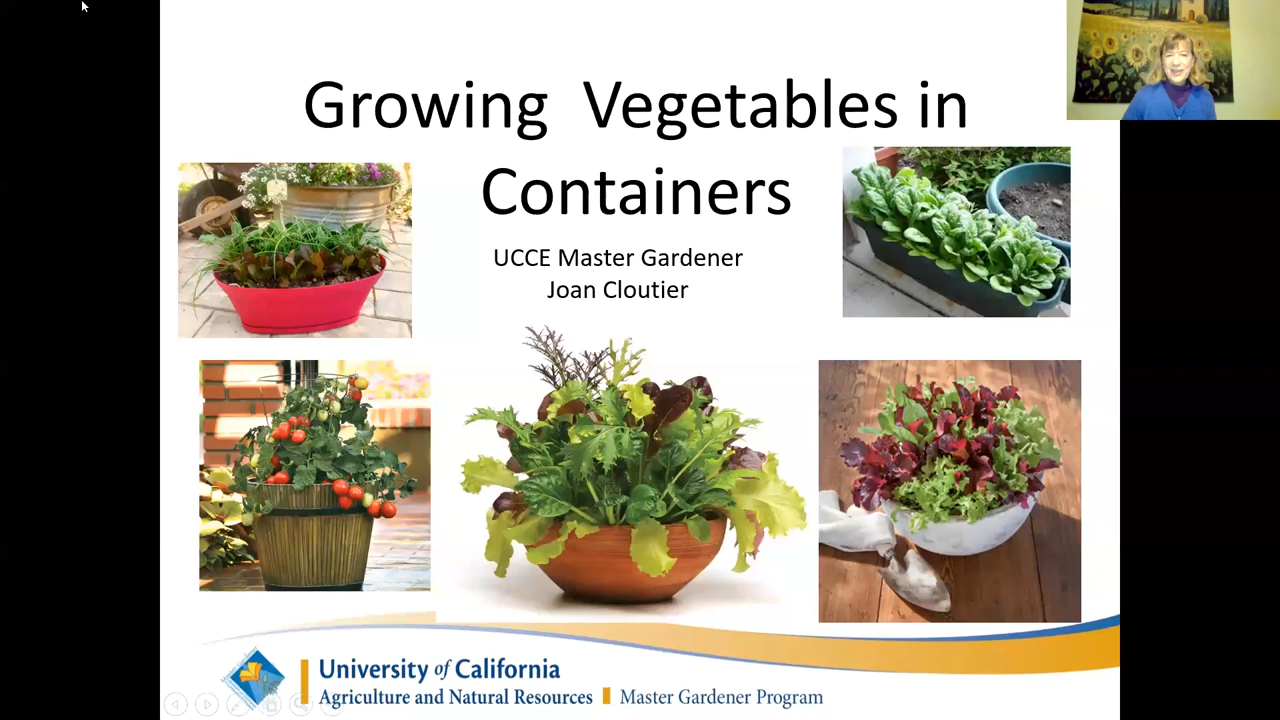 Growing Vegetables in
Containers
UCCE Master Gardener
Joan Cloutier
University of California
Agriculture and Natural Resources Master Gardener Program